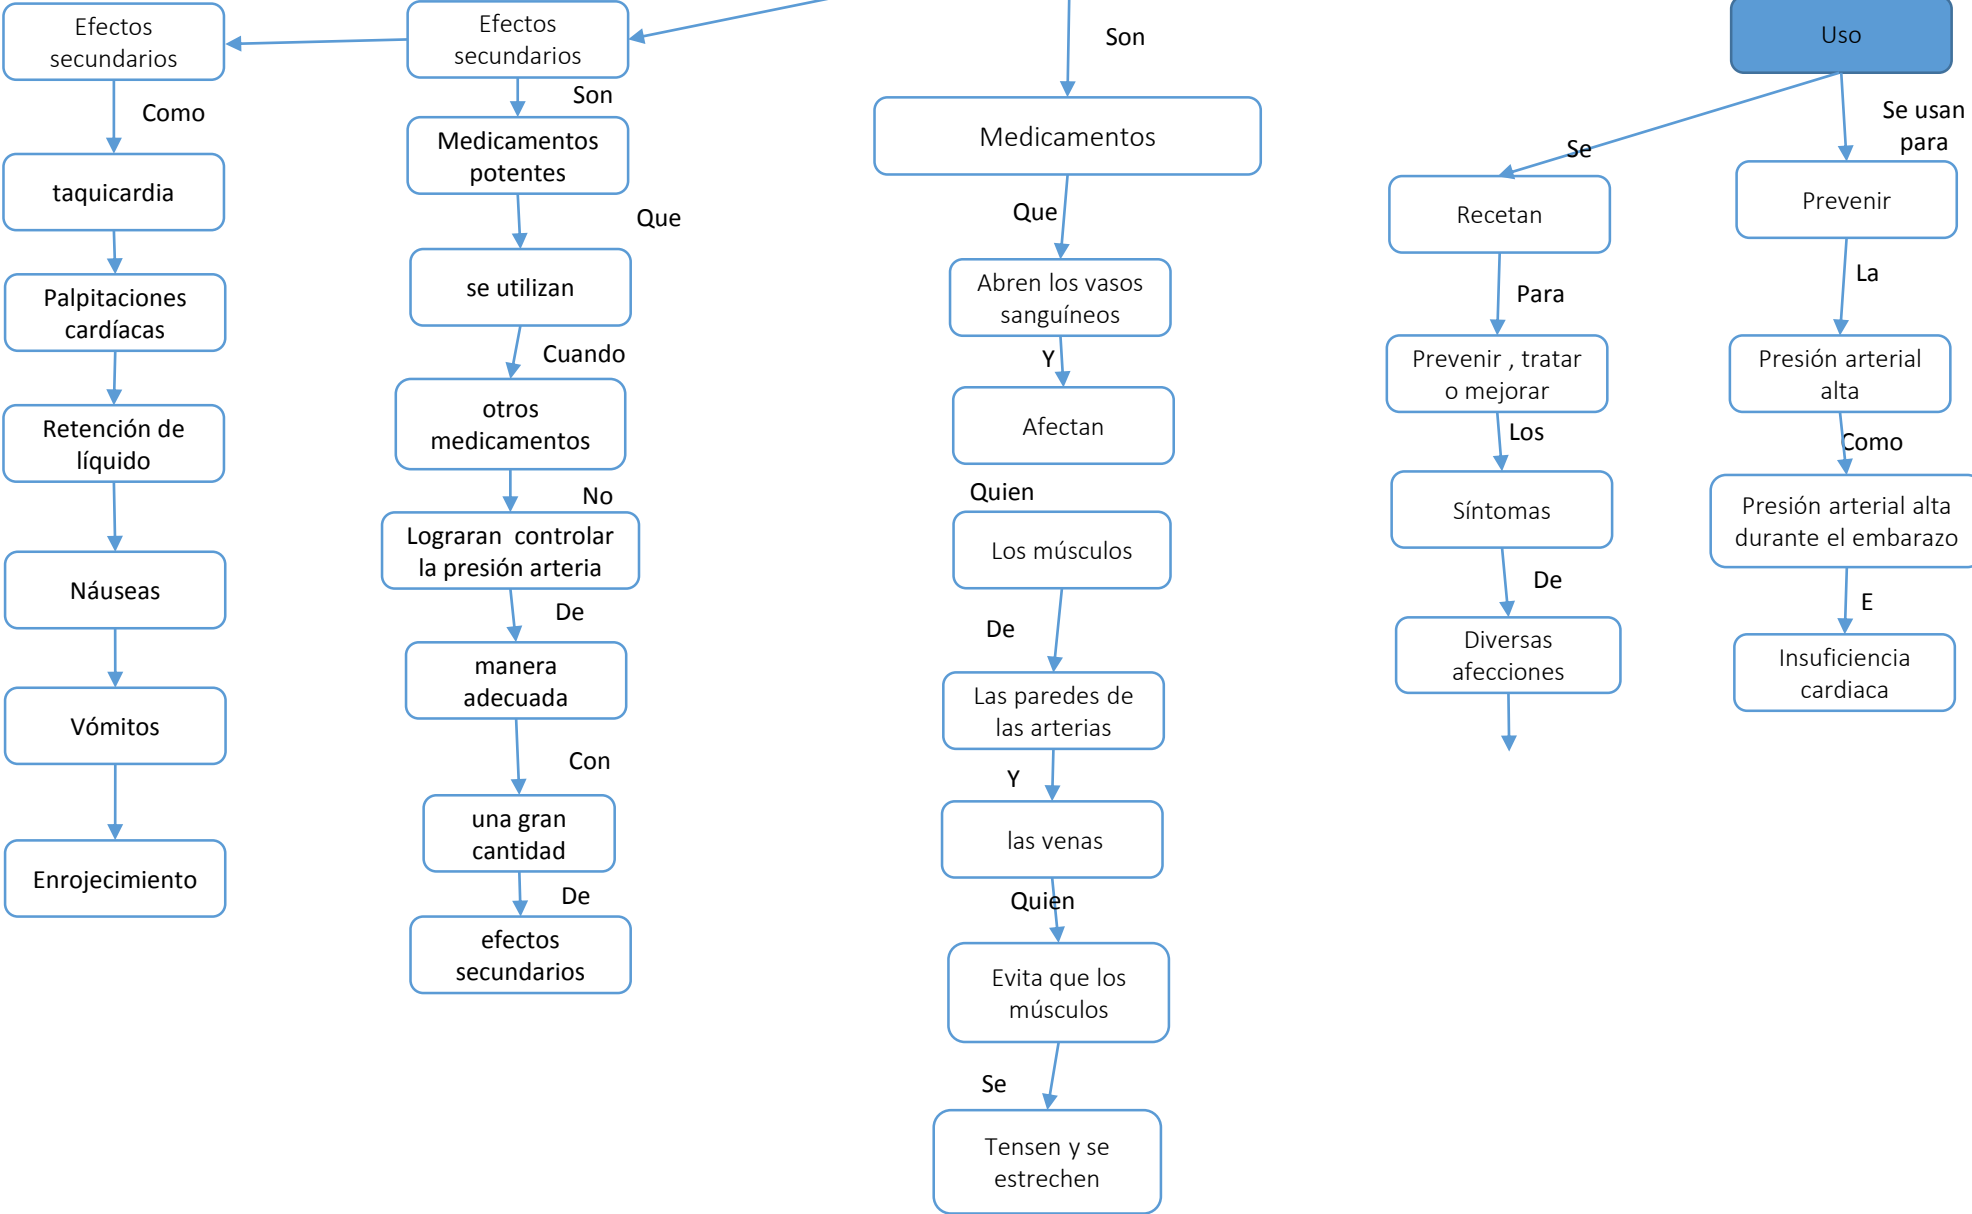 Efectos
secundarios
Como
taquicardia
Palpitaciones
cardíacas
Retención de
líquido
Náuseas
Vómitos
Enrojecimiento
Efectos
secundarios
Son
Medicamentos
potentes
Que
se utilizan
Cuando
otros
medicamentos
No
Lograran controlar
la presión arteria
De
manera
adecuada
Con
una gran
cantidad
De
efectos
secundarios
Son
Medicamentos
Que
Abren los vasos
sanguíneos
Y
Afectan
Quien
Los músculos
De
Las paredes de
las arterias
Y
las venas
Quien
Evita que los
músculos
Se
Tensen y se
estrechen
Uso
Se
Recetan
Para
Prevenir , tratar
o mejorar
Los
Síntomas
De
Diversas
afecciones
Se usan
para
Prevenir
La
Presión arterial
alta
Como
Presión arterial alta
durante el embarazo
E
Insuficiencia
cardiaca